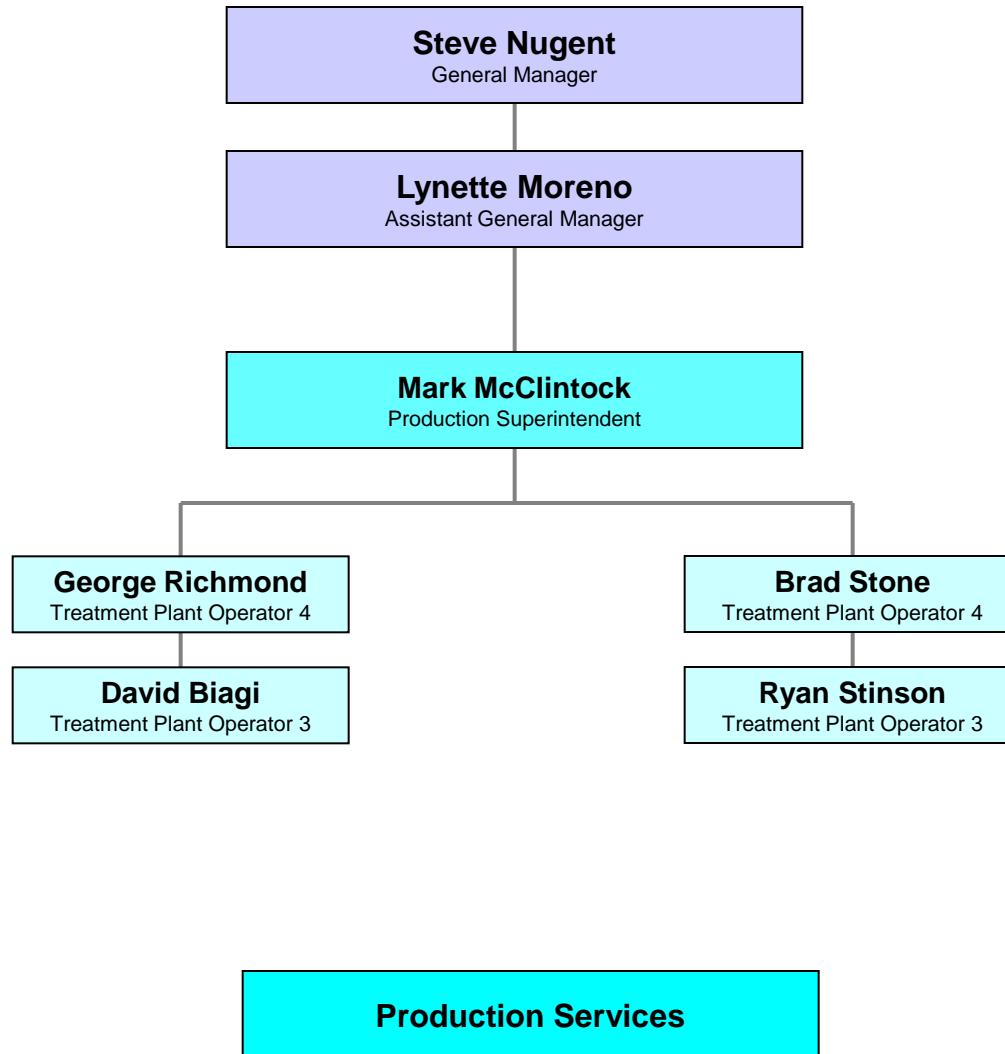 Steve Nugent
General Manager
Lynette Moreno
Assistant General Manager
Mark McClintock
Production Superintendent
George Richmond
Treatment Plant Operator 4
Brad Stone
Treatment Plant Operator 4
David Biagi
Treatment Plant Operator 3
Ryan Stinson
Treatment Plant Operator 3
Production Services